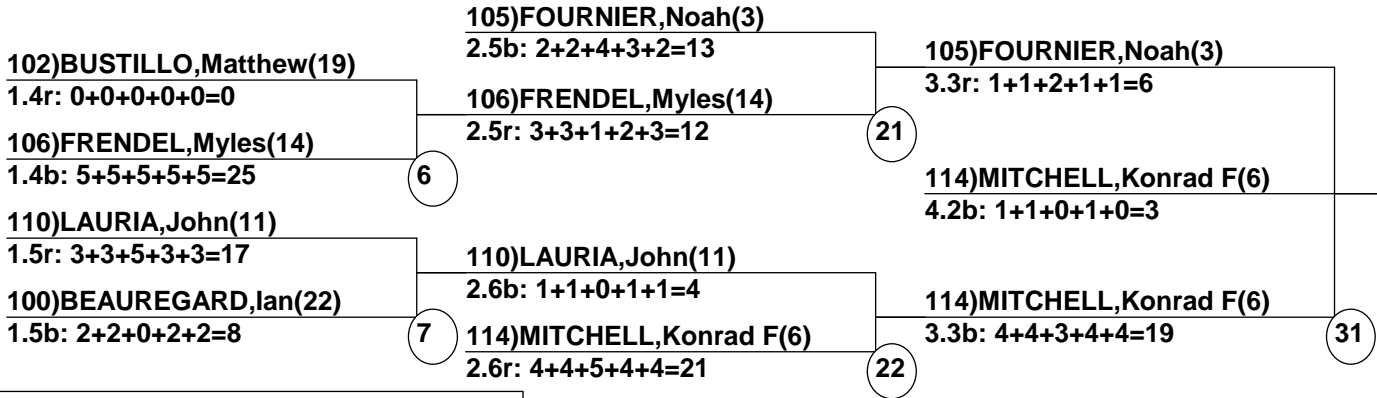 102)BUSTILLO,Matthew(19)
1.4r: 0+0+0+0+0=0
106)FRENDEL,Myles(14)
1.4b: 5+5+5+5+5=25
6
110)LAURIA,John(11)
1.5r: 3+3+5+3+3=17
100)BEAUREGARD,Ian(22)
1.5b: 2+2+0+2+2=8
7
105)FOURNIER,Noah(3)
2.5b: 2+2+4+3+2=13
106)FRENDEL,Myles(14)
2.5r: 3+3+1+2+3=12
21
110)LAURIA,John(11)
2.6b: 1+1+0+1+1=4
114)MITCHELL,Konrad F(6)
2.6r: 4+4+5+4+4=21
22
105)FOURNIER,Noah(3)
3.3r: 1+1+2+1+1=6
114)MITCHELL,Konrad F(6)
4.2b: 1+1+0+1+0=3
114)MITCHELL,Konrad F(6)
3.3b: 4+4+3+4+4=19
31